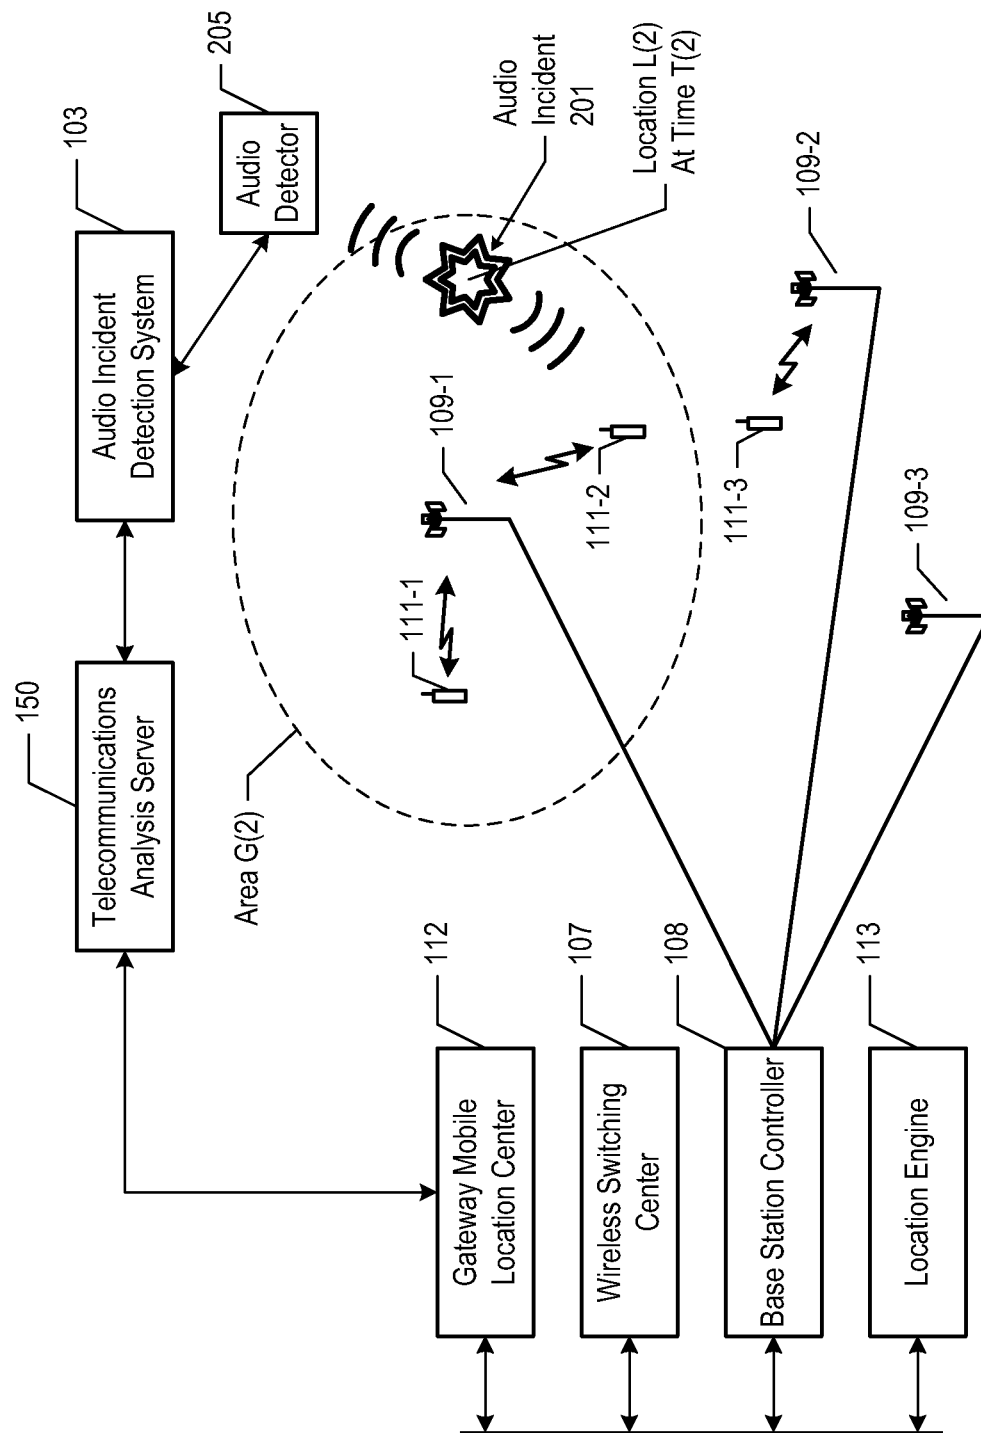 150
Telecommunications
Analysis Server
103
Audio Incident
Detection System
205
Audio
Detector
Area G(2)
Audio
Incident
201
Location L(2)
At Time T(2)
109-1
111-1
111-2
109-2
111-3
109-3
112
Gateway Mobile
Location Center
107
Wireless Switching
Center
108
Base Station Controller
113
Location Engine